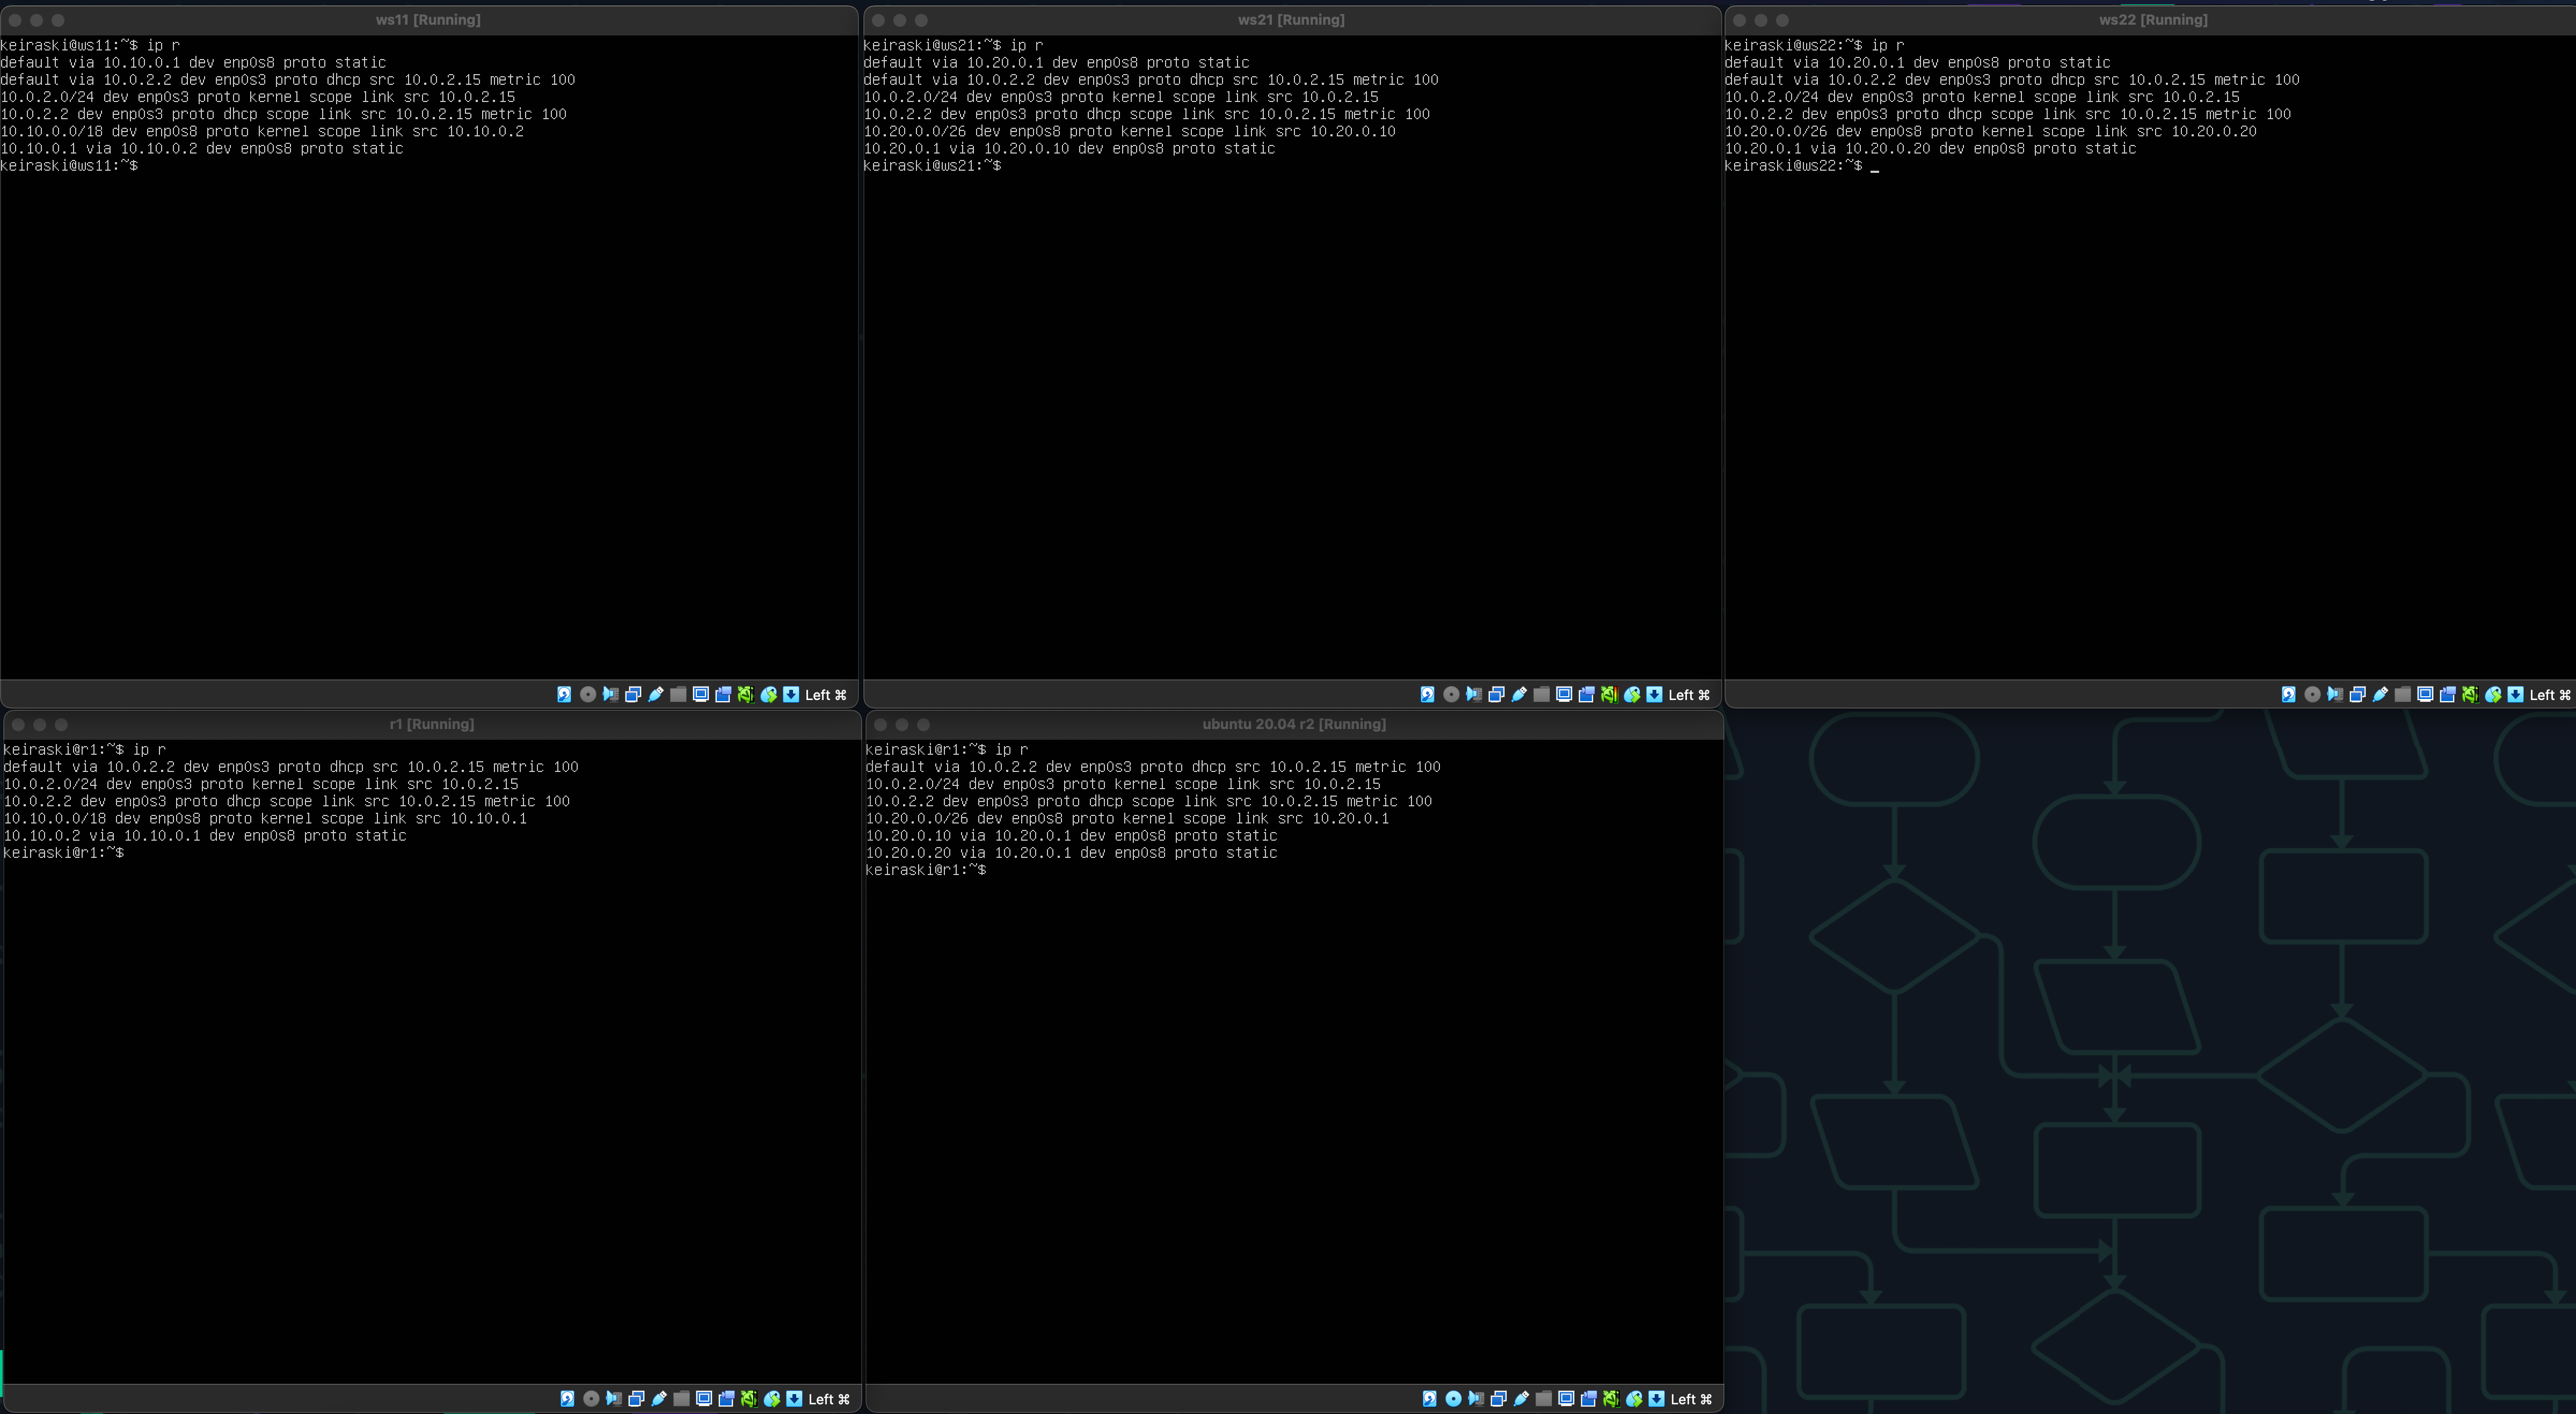 ws11 [Running]
keiraski@ws11:~$ ip r
default via 10.10.0.1 dev enp0s8 proto static
default via 10.0.2.2 dev enp0s3 proto dhcp src 10.0.2.15 metric 100
10.0.2.0/24 dev enp0s3 proto kernel scope link src 10.0.2.15
10.0.2.2 dev enp0s3 proto dhcp scope link src 10.0.2.15 metric 100
10.10.0.0/18 dev enp0s8 proto kernel scope link src 10.10.0.2
10.10.0.1 via 10.10.0.2 dev enp0s8 proto static
keiraski@ws11:~$
Left ⌘
ws21 [Running]
keiraski@ws21:~$ ip r
default via 10.20.0.1 dev enp0s8 proto static
default via 10.0.2.2 dev enp0s3 proto dhcp src 10.0.2.15 metric 100
10.0.2.0/24 dev enp0s3 proto kernel scope link src 10.0.2.15
10.0.2.2 dev enp0s3 proto dhcp scope link src 10.0.2.15 metric 100
10.20.0.0/26 dev enp0s8 proto kernel scope link src 10.20.0.10
10.20.0.1 via 10.20.0.10 dev enp0s8 proto static
keiraski@ws21:~$
Left ⌘
ws22 [Running]
keiraski@ws22:~$ ip r
default via 10.20.0.1 dev enp0s8 proto static
default via 10.0.2.2 dev enp0s3 proto dhcp src 10.0.2.15 metric 100
10.0.2.0/24 dev enp0s3 proto kernel scope link src 10.0.2.15
10.0.2.2 dev enp0s3 proto dhcp scope link src 10.0.2.15 metric 100
10.20.0.0/26 dev enp0s8 proto kernel scope link src 10.20.0.20
10.20.0.1 via 10.20.0.20 dev enp0s8 proto static
keiraski@ws22:~$ _
Left ⌘
r1 [Running]
keiraski@r1:~$ ip r
default via 10.0.2.2 dev enp0s3 proto dhcp src 10.0.2.15 metric 100
10.0.2.0/24 dev enp0s3 proto kernel scope link src 10.0.2.15
10.0.2.2 dev enp0s3 proto dhcp scope link src 10.0.2.15 metric 100
10.10.0.0/18 dev enp0s8 proto kernel scope link src 10.10.0.1
10.10.0.2 via 10.10.0.1 dev enp0s8 proto static
keiraski@r1:~$
Left ⌘
ubuntu 20.04 r2 [Running]
keiraski@r1:~$ ip r
default via 10.0.2.2 dev enp0s3 proto dhcp src 10.0.2.15 metric 100
10.0.2.0/24 dev enp0s3 proto kernel scope link src 10.0.2.15
10.0.2.2 dev enp0s3 proto dhcp scope link src 10.0.2.15 metric 100
10.20.0.0/26 dev enp0s8 proto kernel scope link src 10.20.0.1
10.20.0.10 via 10.20.0.1 dev enp0s8 proto static
10.20.0.20 via 10.20.0.1 dev enp0s8 proto static
keiraski@r1:~$
Left ⌘